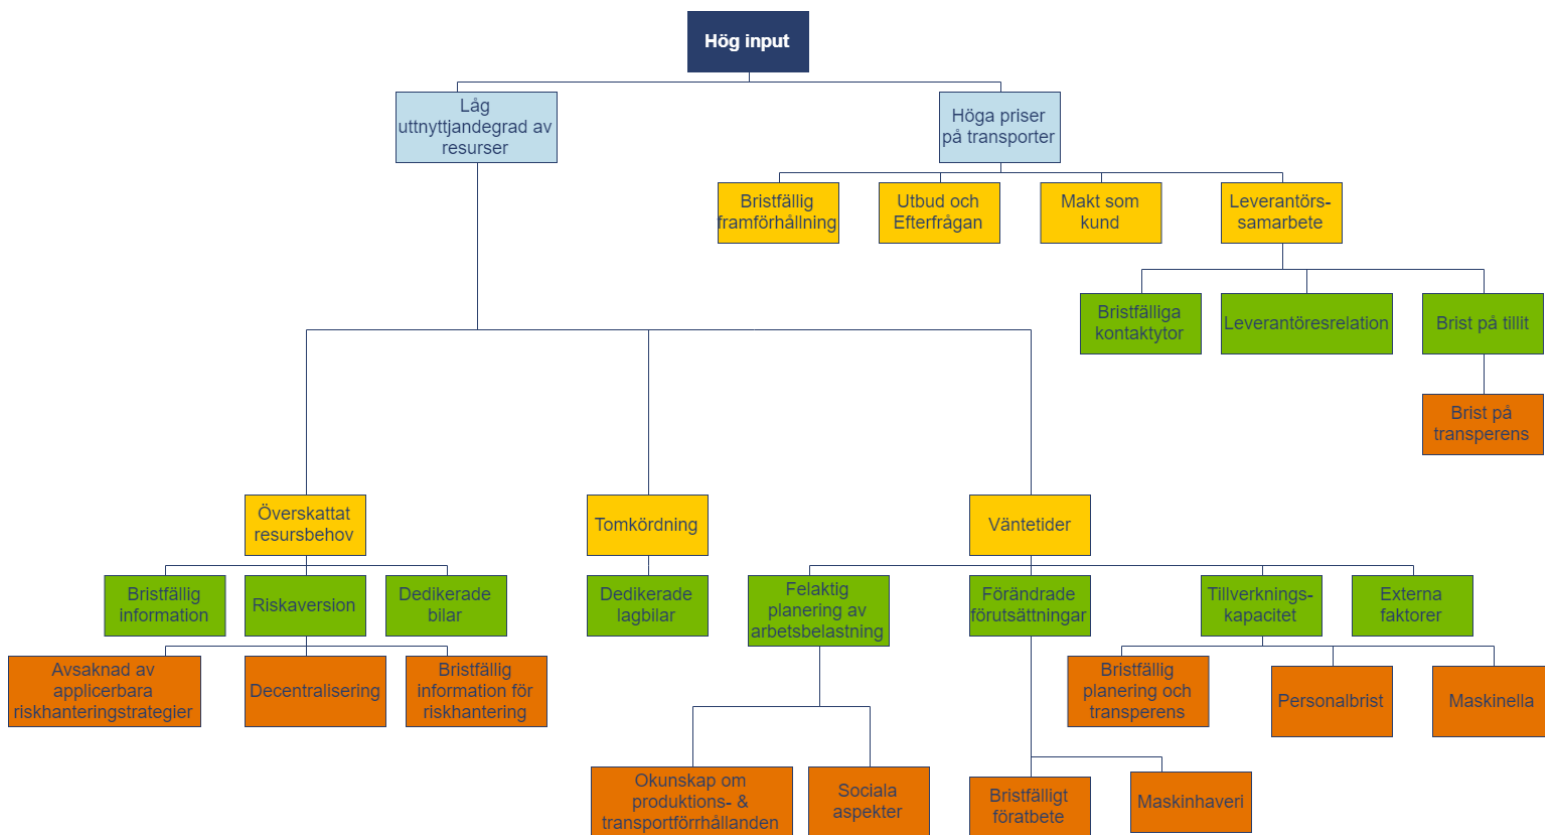 Hög input
Låg
uttnyttjandegrad av
resurser
Höga priser
på transporter
Bristfällig
framförhållning
Utbud och
Efterfrågan
Makt som
kund
Leverantörs-
samarbete
Bristfälliga
kontaktytor
Leverantöresrelation
Brist på tillit
Brist på
transperens
Överskattat
resursbehov
Tomkördning
Väntetider
Bristfällig
information
Riskaversion
Dedikerade
bilar
Dedikerade
lagbilar
Felaktig
planering av
arbetsbelastning
Förändrade
förutsättningar
Tillverknings-
kapacitet
Externa
faktorer
Avsaknad av
applicerbara
riskhanteringstrategier
Decentralisering
Bristfällig
information för
riskhantering
Bristfällig
planering och
transperens
Personalbrist
Maskinella
Okunskap om
produktions- &
transportförrhållanden
Sociala
aspekter
Bristfälligt
föratbete
Maskinhaveri